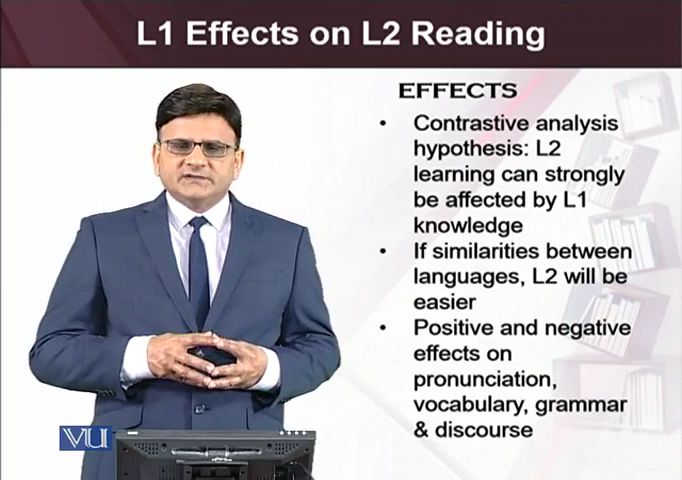 L1 Effects on L2 Reading
EFFECTS
• Contrastive analysis
hypothesis: L2
learning can strongly
be affected by L1
knowledge
• If similarities between
languages, L2 will be
easier
• Positive and negative
effects on
pronunciation,
vocabulary, grammar
& discourse
VU